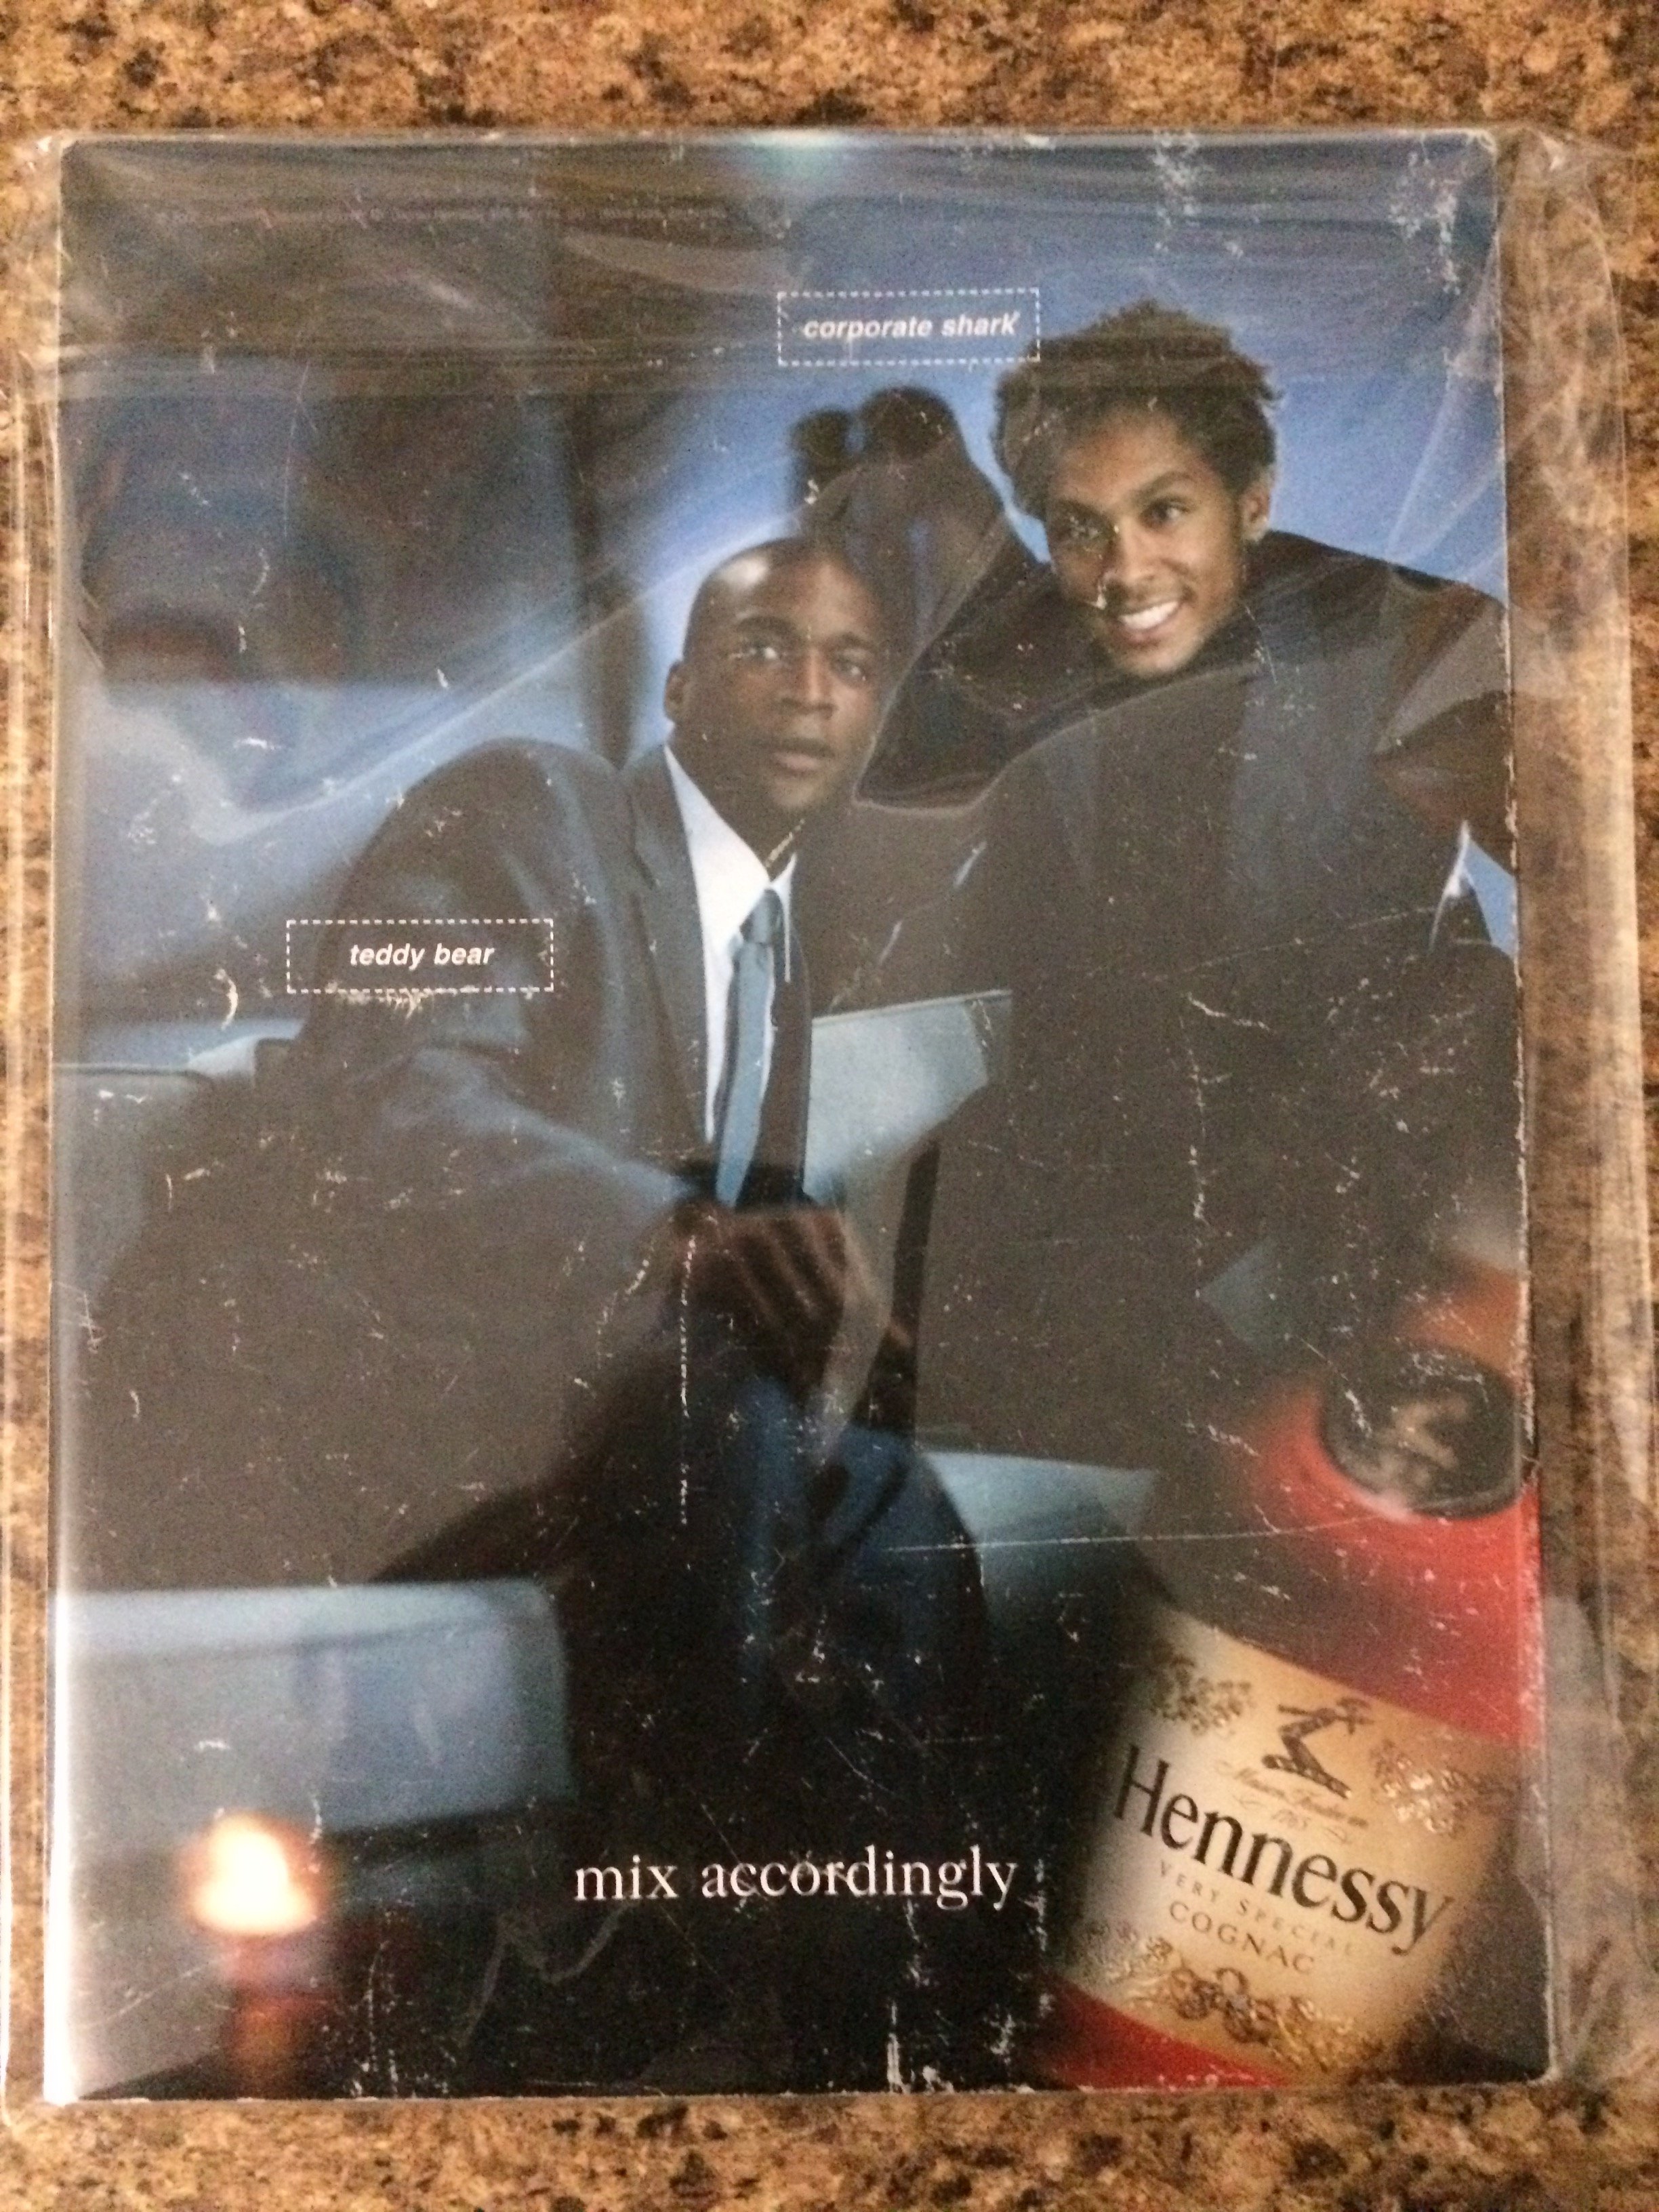 corporate shark
teddy bear
mix accordingly
Hennessy
VERY SPECIAL
COGNAC